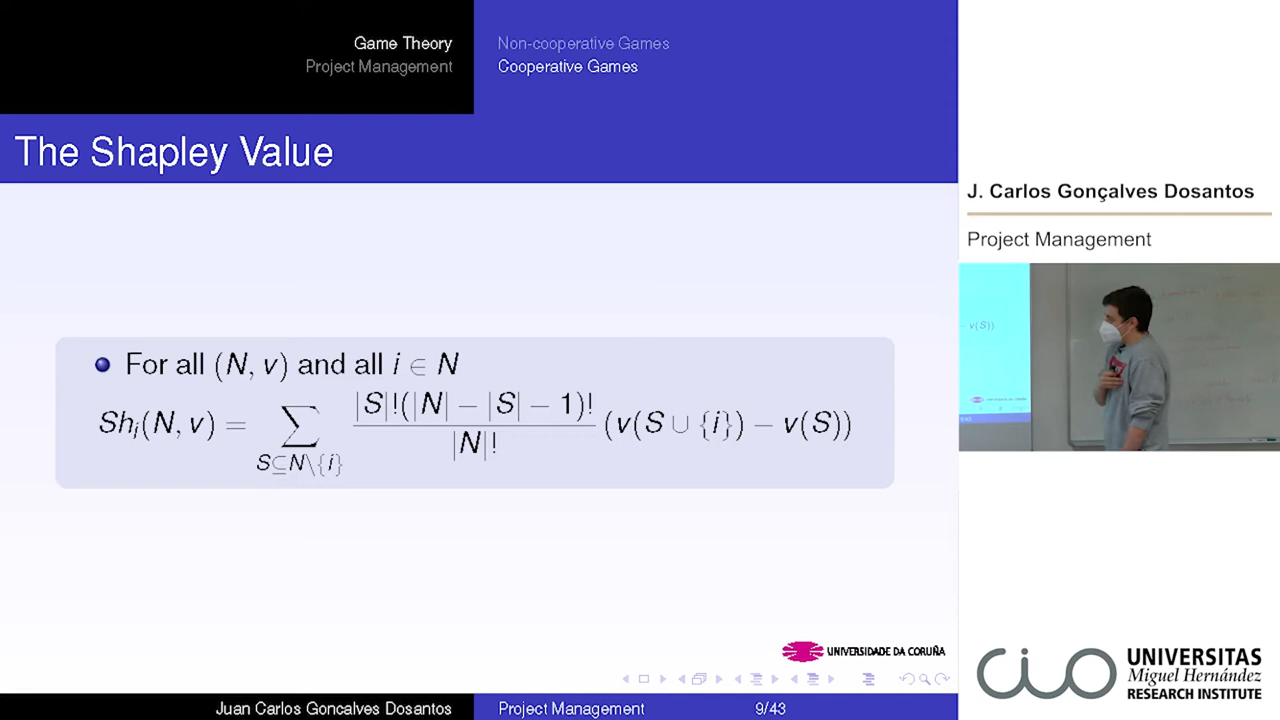 Game Theory
Project Management
Non-cooperative Games
Cooperative Games
The Shapley Value
For all (N, v) and all i ∈ N
Sh_i(N, v) = ∑_{S⊆N\{i}} |S|!(|N| − |S| − 1)! / |N|! (v(S ∪ {i}) − v(S))
UNIVERSIDADE DA CORUÑA
Juan Carlos Goncalves Dosantos
Project Management
9/43
J. Carlos Gonçalves Dosantos
Project Management
− v(S))
CIO
UNIVERSITAS
Miguel Hernández
RESEARCH INSTITUTE